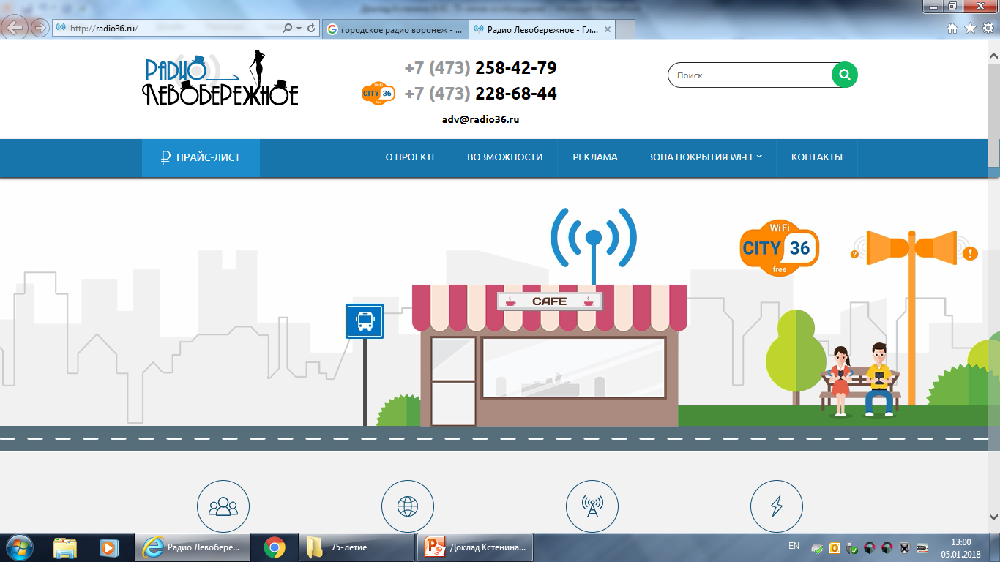 http://radio36.ru/
городское радио воронеж - ...
Радио Левобережное - Гл...
РАДИО
ЛЕВОБЕРЕЖНОЕ
+7 (473) 258-42-79
WiFi
CITY 36
free
+7 (473) 228-68-44
adv@radio36.ru
Поиск
ПРАЙС-ЛИСТ
О ПРОЕКТЕ
ВОЗМОЖНОСТИ
РЕКЛАМА
ЗОНА ПОКРЫТИЯ WI-FI
КОНТАКТЫ
WiFi
CITY 36
free
?
!
CAFE
Радио Левобере...
75-летие
Доклад Кстенина...
EN
13:00
05.01.2018